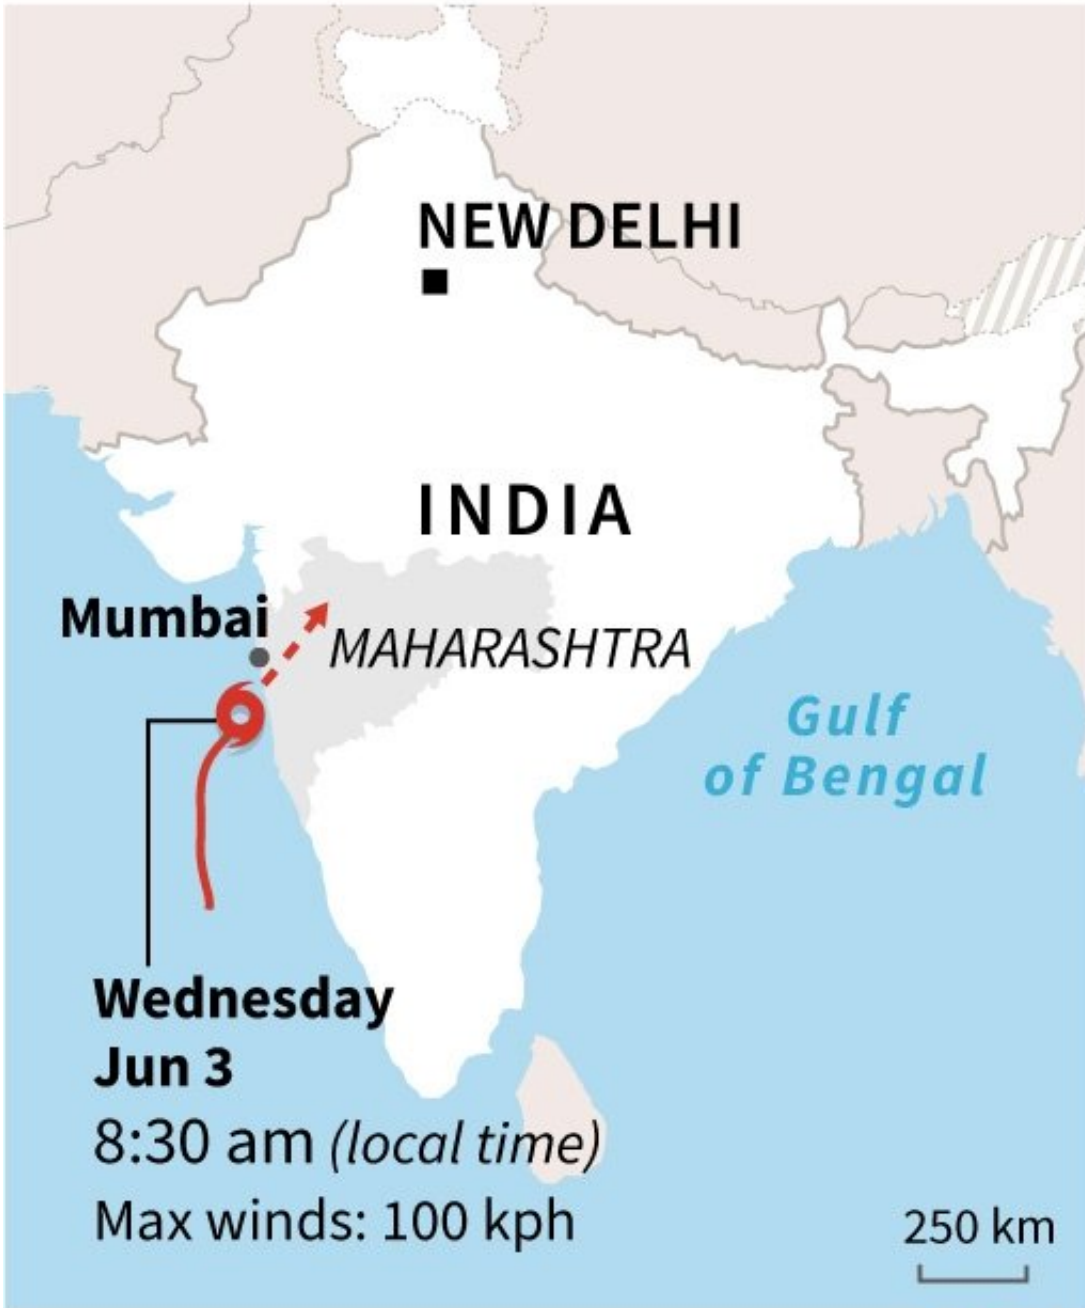 NEW DELHI
INDIA
Mumbai
MAHARASHTRA
Gulf
of Bengal
Wednesday
Jun 3
8:30 am (local time)
Max winds: 100 kph
250 km